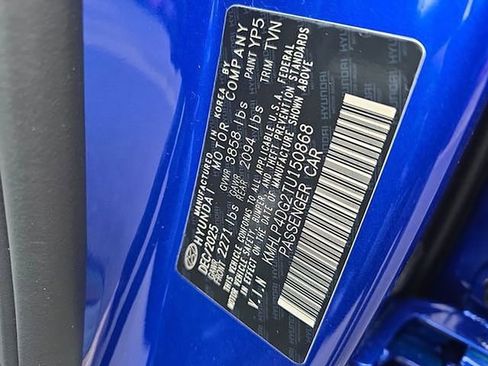 MANUFACTURED IN KOREA BY
HYUNDAI MOTOR COMPANY
DEC/2025 GVWR 3858 lbs PAINT YP5
GAWR FRONT 2271 lbs GAWR REAR 2094 lbs TRIM TVN
THIS VEHICLE CONFORMS TO ALL APPLICABLE U.S.A. FEDERAL
MOTOR VEHICLE SAFETY, BUMPER, AND THEFT PREVENTION STANDARDS
IN EFFECT ON THE DATE OF MANUFACTURE SHOWN ABOVE
V.I.N KMHLP4DG2TU150868
PASSENGER CAR